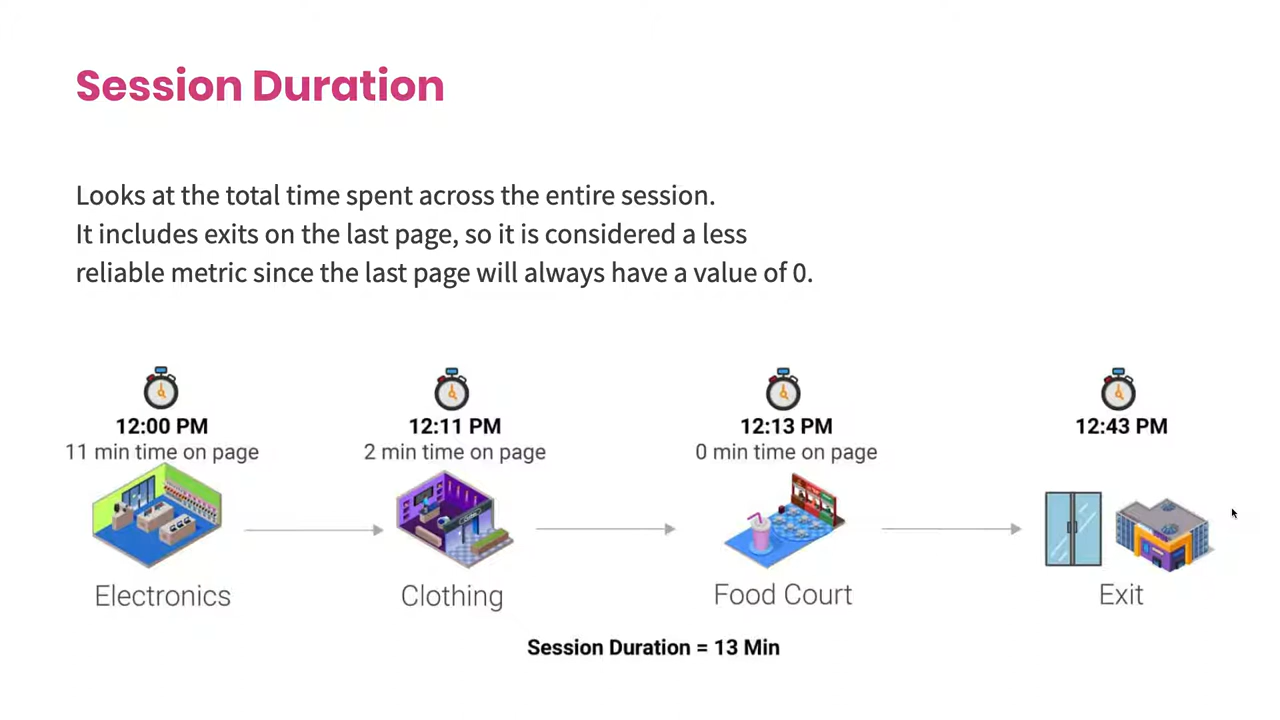 Session Duration
Looks at the total time spent across the entire session.
It includes exits on the last page, so it is considered a less
reliable metric since the last page will always have a value of 0.
12:00 PM
11 min time on page
Electronics
12:11 PM
2 min time on page
Clothing
12:13 PM
0 min time on page
Food Court
12:43 PM
Exit
Session Duration = 13 Min